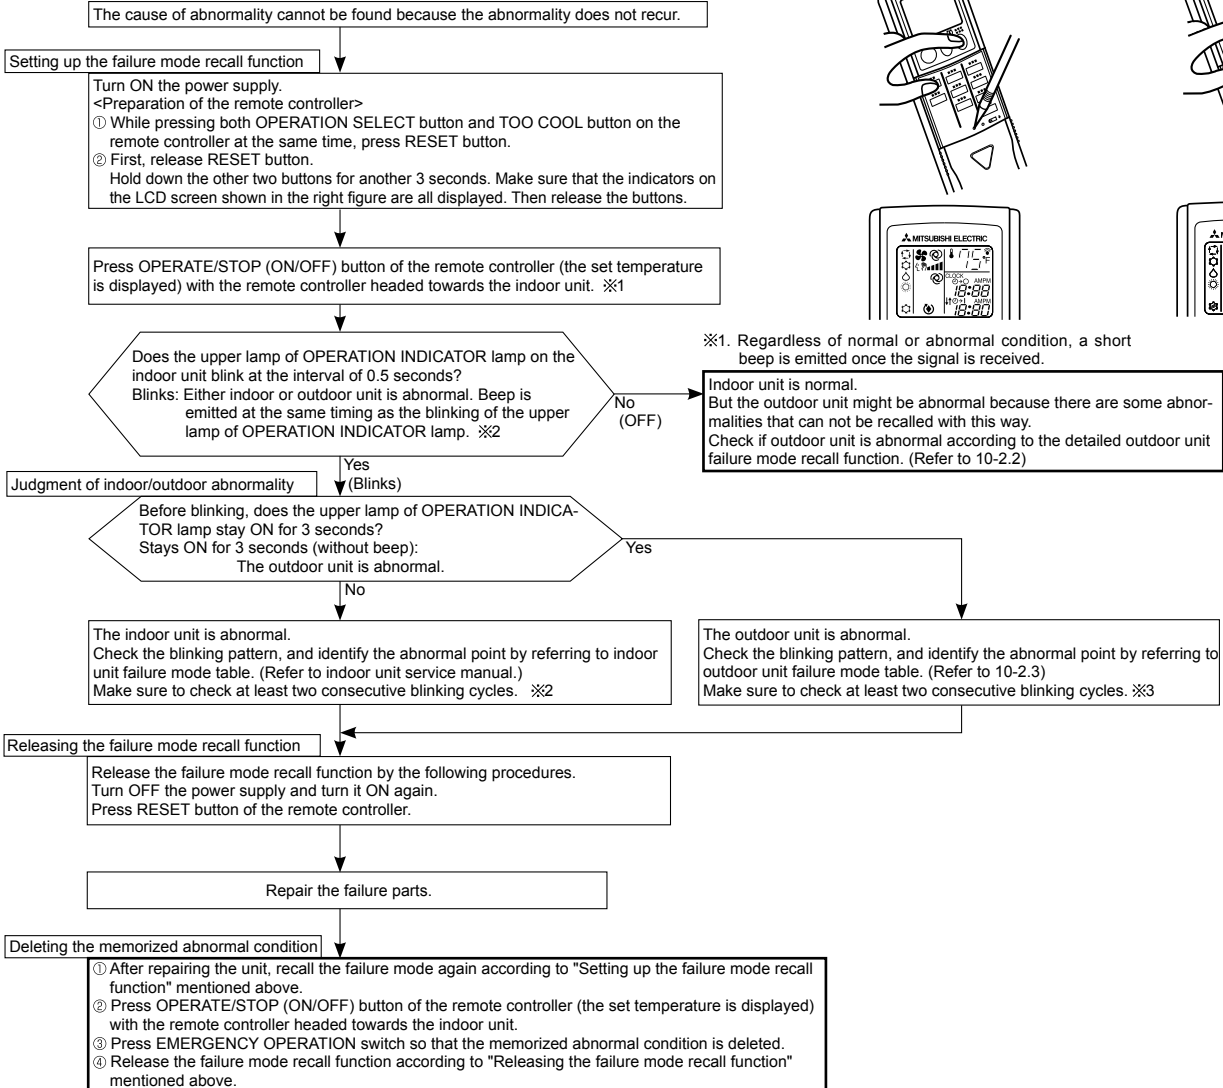 The cause of abnormality cannot be found because the abnormality does not recur.
Setting up the failure mode recall function
Turn ON the power supply.
<Preparation of the remote controller>
① While pressing both OPERATION SELECT button and TOO COOL button on the
remote controller at the same time, press RESET button.
② First, release RESET button.
Hold down the other two buttons for another 3 seconds. Make sure that the indicators on
the LCD screen shown in the right figure are all displayed. Then release the buttons.
MITSUBISHI ELECTRIC
CLOCK
AMPM
18:88
AMPM
18:80
Press OPERATE/STOP (ON/OFF) button of the remote controller (the set temperature
is displayed) with the remote controller headed towards the indoor unit. ※1
※1. Regardless of normal or abnormal condition, a short
beep is emitted once the signal is received.
Does the upper lamp of OPERATION INDICATOR lamp on the
indoor unit blink at the interval of 0.5 seconds?
Blinks: Either indoor or outdoor unit is abnormal. Beep is
emitted at the same timing as the blinking of the upper
lamp of OPERATION INDICATOR lamp. ※2
No
(OFF)
Indoor unit is normal.
But the outdoor unit might be abnormal because there are some abnor-
malities that can not be recalled with this way.
Check if outdoor unit is abnormal according to the detailed outdoor unit
failure mode recall function. (Refer to 10-2.2)
Yes
(Blinks)
Judgment of indoor/outdoor abnormality
Before blinking, does the upper lamp of OPERATION INDICA-
TOR lamp stay ON for 3 seconds?
Stays ON for 3 seconds (without beep):
The outdoor unit is abnormal.
Yes
No
The indoor unit is abnormal.
Check the blinking pattern, and identify the abnormal point by referring to indoor
unit failure mode table. (Refer to indoor unit service manual.)
Make sure to check at least two consecutive blinking cycles. ※2
The outdoor unit is abnormal.
Check the blinking pattern, and identify the abnormal point by referring to
outdoor unit failure mode table. (Refer to 10-2.3)
Make sure to check at least two consecutive blinking cycles. ※3
Releasing the failure mode recall function
Release the failure mode recall function by the following procedures.
Turn OFF the power supply and turn it ON again.
Press RESET button of the remote controller.
Repair the failure parts.
Deleting the memorized abnormal condition
① After repairing the unit, recall the failure mode again according to "Setting up the failure mode recall
function" mentioned above.
② Press OPERATE/STOP (ON/OFF) button of the remote controller (the set temperature is displayed)
with the remote controller headed towards the indoor unit.
③ Press EMERGENCY OPERATION switch so that the memorized abnormal condition is deleted.
④ Release the failure mode recall function according to "Releasing the failure mode recall function"
mentioned above.